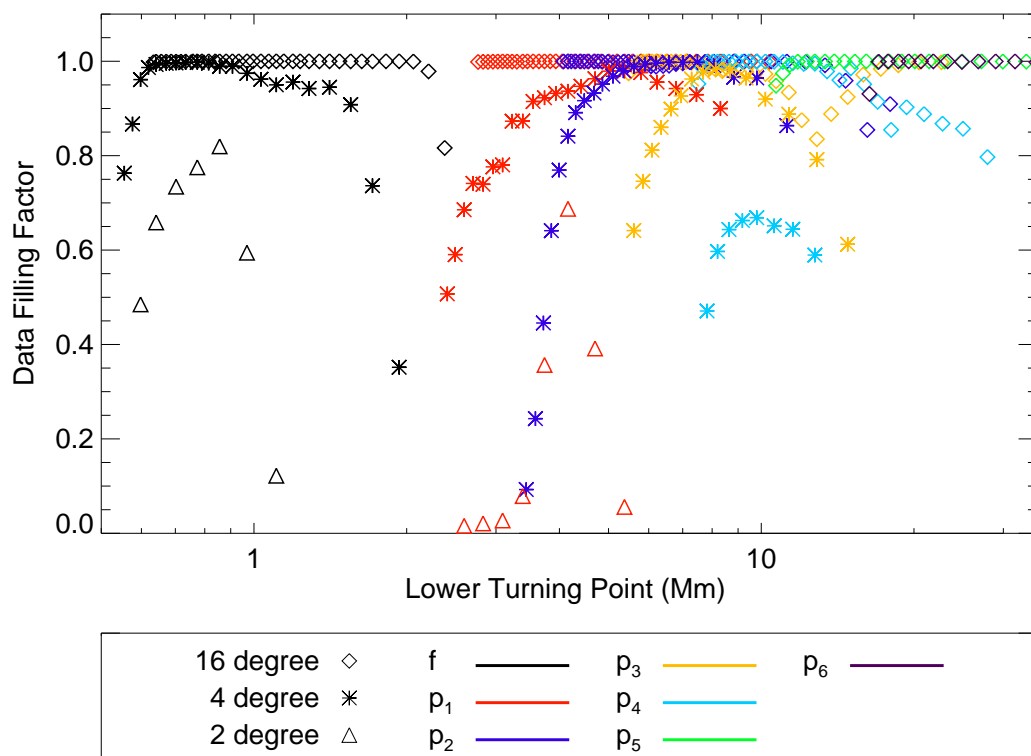 Data Filling Factor
1.0
0.8
0.6
0.4
0.2
0.0
1 10
Lower Turning Point (Mm)
16 degree f p₃ p₆
4 degree p₁ p₄
2 degree p₂ p₅